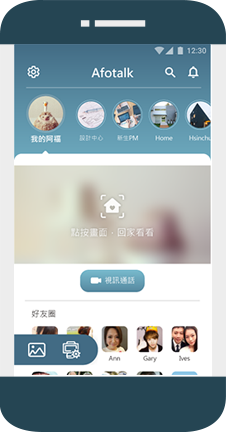 12:30
Afotalk
我的阿福
設計中心
新生PM
Home
Hsinchu
點按畫面，回家看看
視訊通話
好友圈
Ann
Gary
Ives